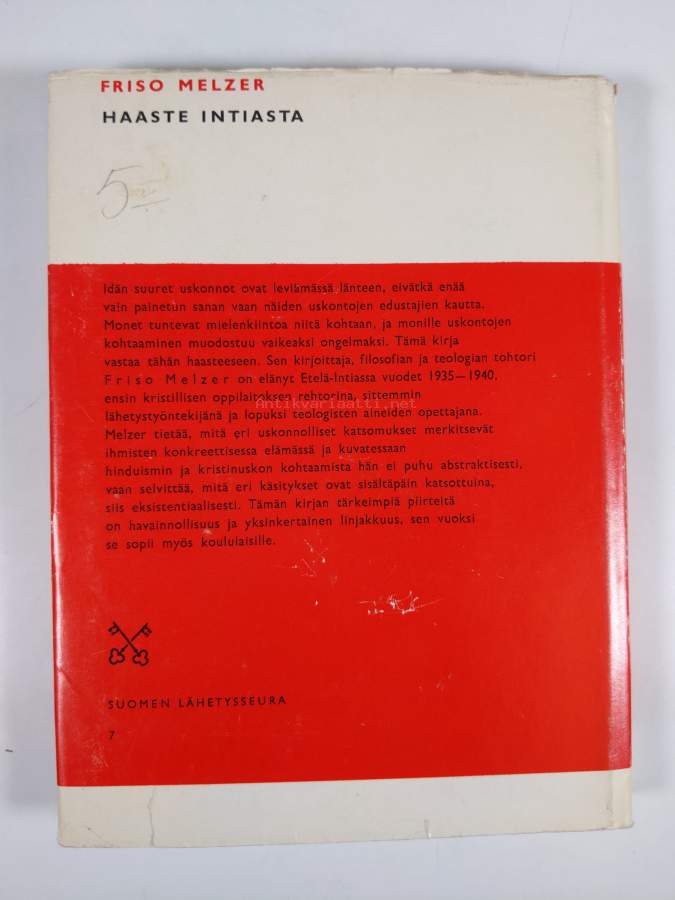 FRISO MELZER
HAASTE INTIASTA
5
Idän suuret uskonnot ovat leviämässä länteen, eivätkä enää
vain painetun sanan vaan näiden uskontojen edustajien kautta.
Monet tuntevat mielenkiintoa niitä kohtaan, ja monille uskontojen
kohtaaminen muodostuu vaikeaksi ongelmaksi. Tämä kirja
vastaa tähän haasteeseen. Sen kirjoittaja, filosofian ja teologian tohtori
Friso Melzer on elänyt Etelä-Intiassa vuodet 1935—1940,
ensin kristillisen oppilaitoksen rehtorina, sittemmin
Antikvariaatti.net
lähetystyöntekijänä ja lopuksi teologisten aineiden opettajana.
Melzer tietää, mitä eri uskonnolliset katsomukset merkitsevät
ihmisten konkreettisessa elämässä ja kuvatessaan
hinduismin ja kristinuskon kohtaamista hän ei puhu abstraktisesti,
vaan selvittää, mitä eri käsitykset ovat sisältäpäin katsottuina,
siis eksistentiaalisesti. Tämän kirjan tärkeimpiä piirteitä
on havainnollisuus ja yksinkertainen linjakkuus, sen vuoksi
se sopii myös koululaisille.
SUOMEN LÄHETYSSEURA
7